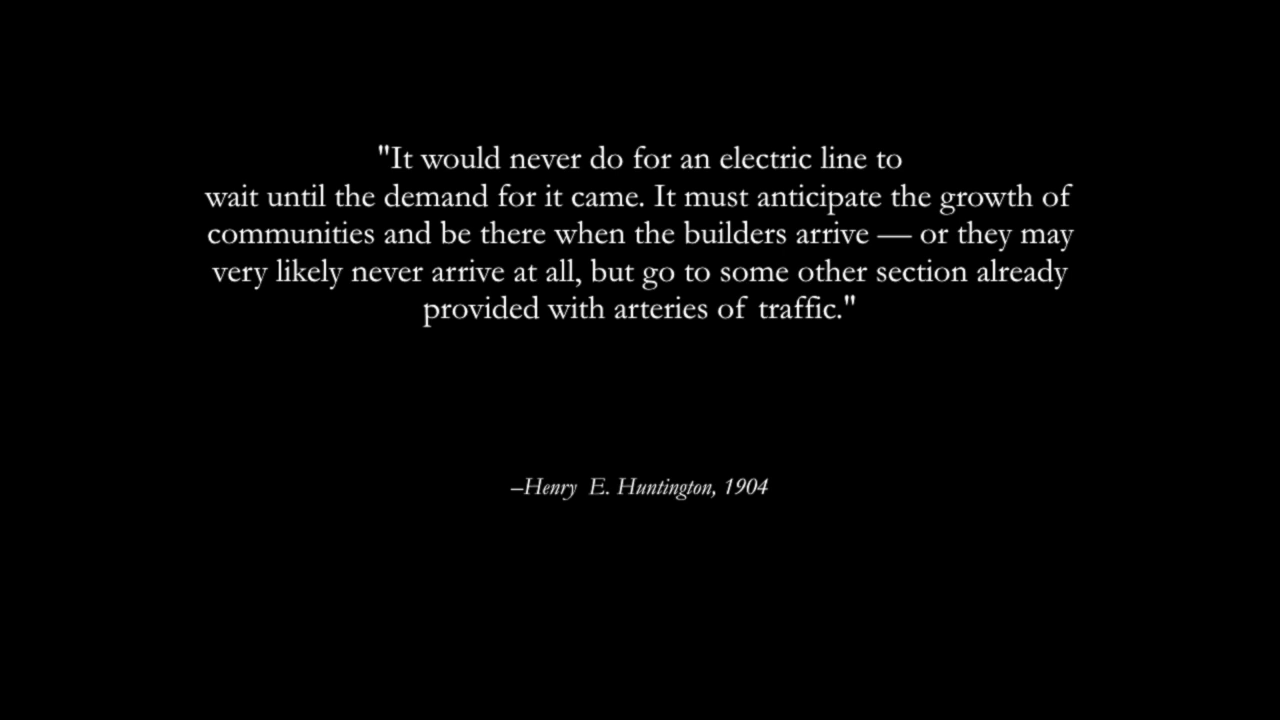 "It would never do for an electric line to
wait until the demand for it came. It must anticipate the growth of
communities and be there when the builders arrive — or they may
very likely never arrive at all, but go to some other section already
provided with arteries of traffic."
–Henry E. Huntington, 1904